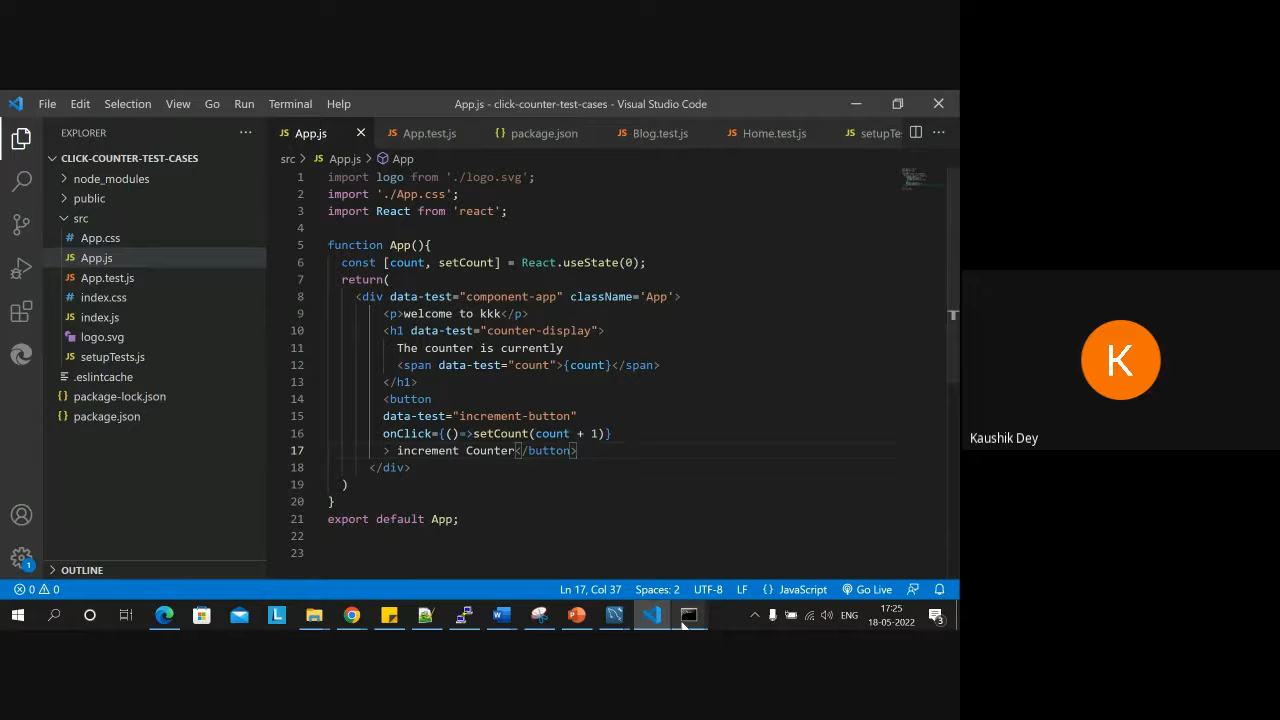 File Edit Selection View Go Run Terminal Help App.js - click-counter-test-cases - Visual Studio Code
EXPLORER
JS App.js JS App.test.js {} package.json JS Blog.test.js JS Home.test.js JS setupTe
CLICK-COUNTER-TEST-CASES
node_modules
public
src
# App.css
JS App.js
JS App.test.js
# index.css
JS index.js
logo.svg
JS setupTests.js
.eslintcache
{} package-lock.json
{} package.json
OUTLINE
src > JS App.js > App
1 import logo from './logo.svg';
2 import './App.css';
3 import React from 'react';
4
5 function App(){
6 const [count, setCount] = React.useState(0);
7 return(
8 <div data-test="component-app" className='App'>
9 <p>welcome to kkk</p>
10 <h1 data-test="counter-display">
11 The counter is currently
12 <span data-test="count">{count}</span>
13 </h1>
14 <button
15 data-test="increment-button"
16 onClick={()=>setCount(count + 1)}
17 > increment Counter</button>
18 </div>
19 )
20 }
21 export default App;
22
23
1
0 0 Ln 17, Col 37 Spaces: 2 UTF-8 LF {} JavaScript Go Live
L ENG 17:25
18-05-2022 3
K
Kaushik Dey